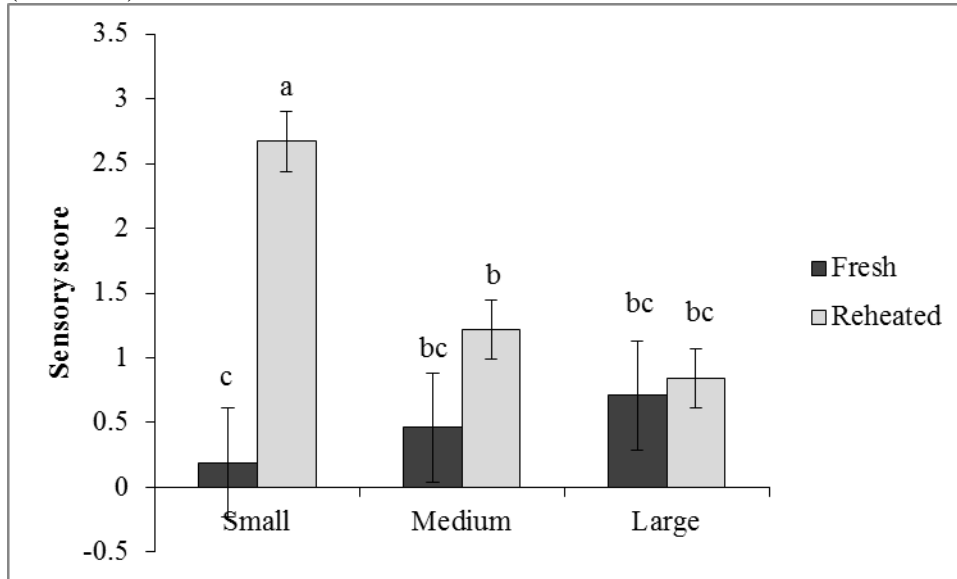 3.5
3
2.5
2
1.5
1
0.5
0
-0.5
Sensory score
a
b
bc
bc
bc
c
Small
Medium
Large
Fresh
Reheated